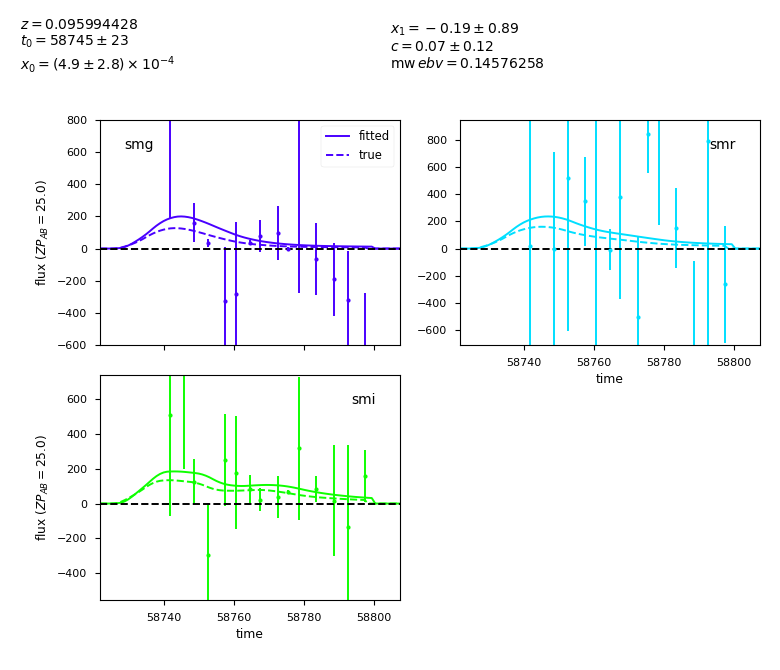 z = 0.095994428
t₀ = 58745 ± 23
x₀ = (4.9 ± 2.8) × 10⁻⁴
x₁ = −0.19 ± 0.89
c = 0.07 ± 0.12
mw ebv = 0.14576258
smg
fitted
true
800
600
400
200
0
−200
−400
−600
flux (ZP_AB = 25.0)
smr
800
600
400
200
0
−200
−400
−600
58740 58760 58780 58800
time
smi
600
400
200
0
−200
−400
flux (ZP_AB = 25.0)
58740 58760 58780 58800
time